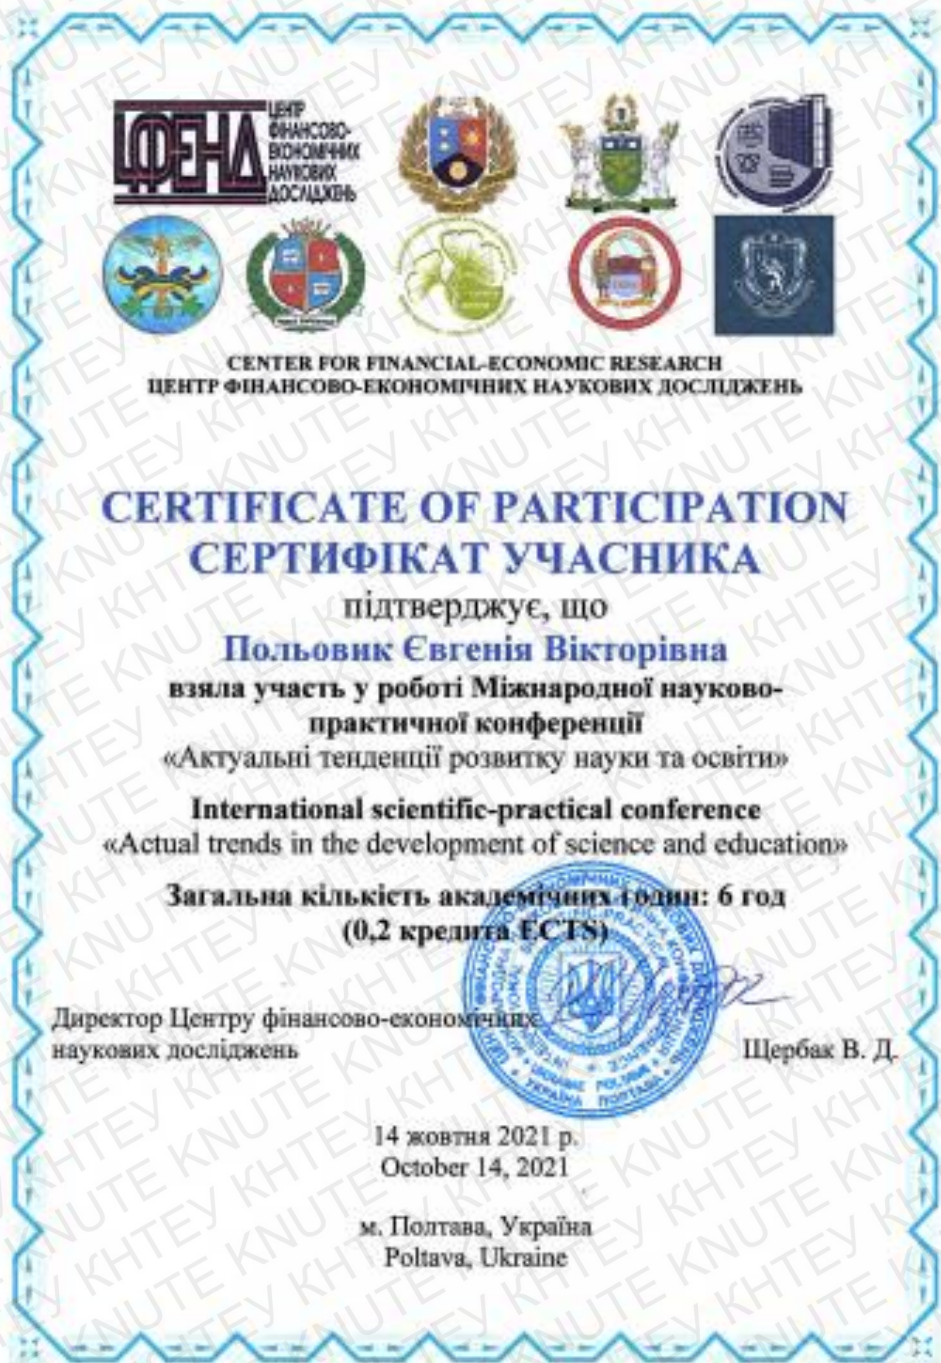 ЦФЕНД
ЦЕНТР
ФІНАНСОВО-
ЕКОНОМІЧНИХ
НАУКОВИХ
ДОСЛІДЖЕНЬ
CENTER FOR FINANCIAL-ECONOMIC RESEARCH
ЦЕНТР ФІНАНСОВО-ЕКОНОМІЧНИХ НАУКОВИХ ДОСЛІДЖЕНЬ
CERTIFICATE OF PARTICIPATION
СЕРТИФІКАТ УЧАСНИКА
підтверджує, що
Польовик Євгенія Вікторівна
взяла участь у роботі Міжнародної науково-
практичної конференції
«Актуальні тенденції розвитку науки та освіти»
International scientific-practical conference
«Actual trends in the development of science and education»
Загальна кількість академічних годин: 6 год
(0,2 кредита ECTS)
Директор Центру фінансово-економічних
наукових досліджень
Щербак В. Д.
14 жовтня 2021 р.
October 14, 2021
м. Полтава, Україна
Poltava, Ukraine
KNUTE КНТЕУ